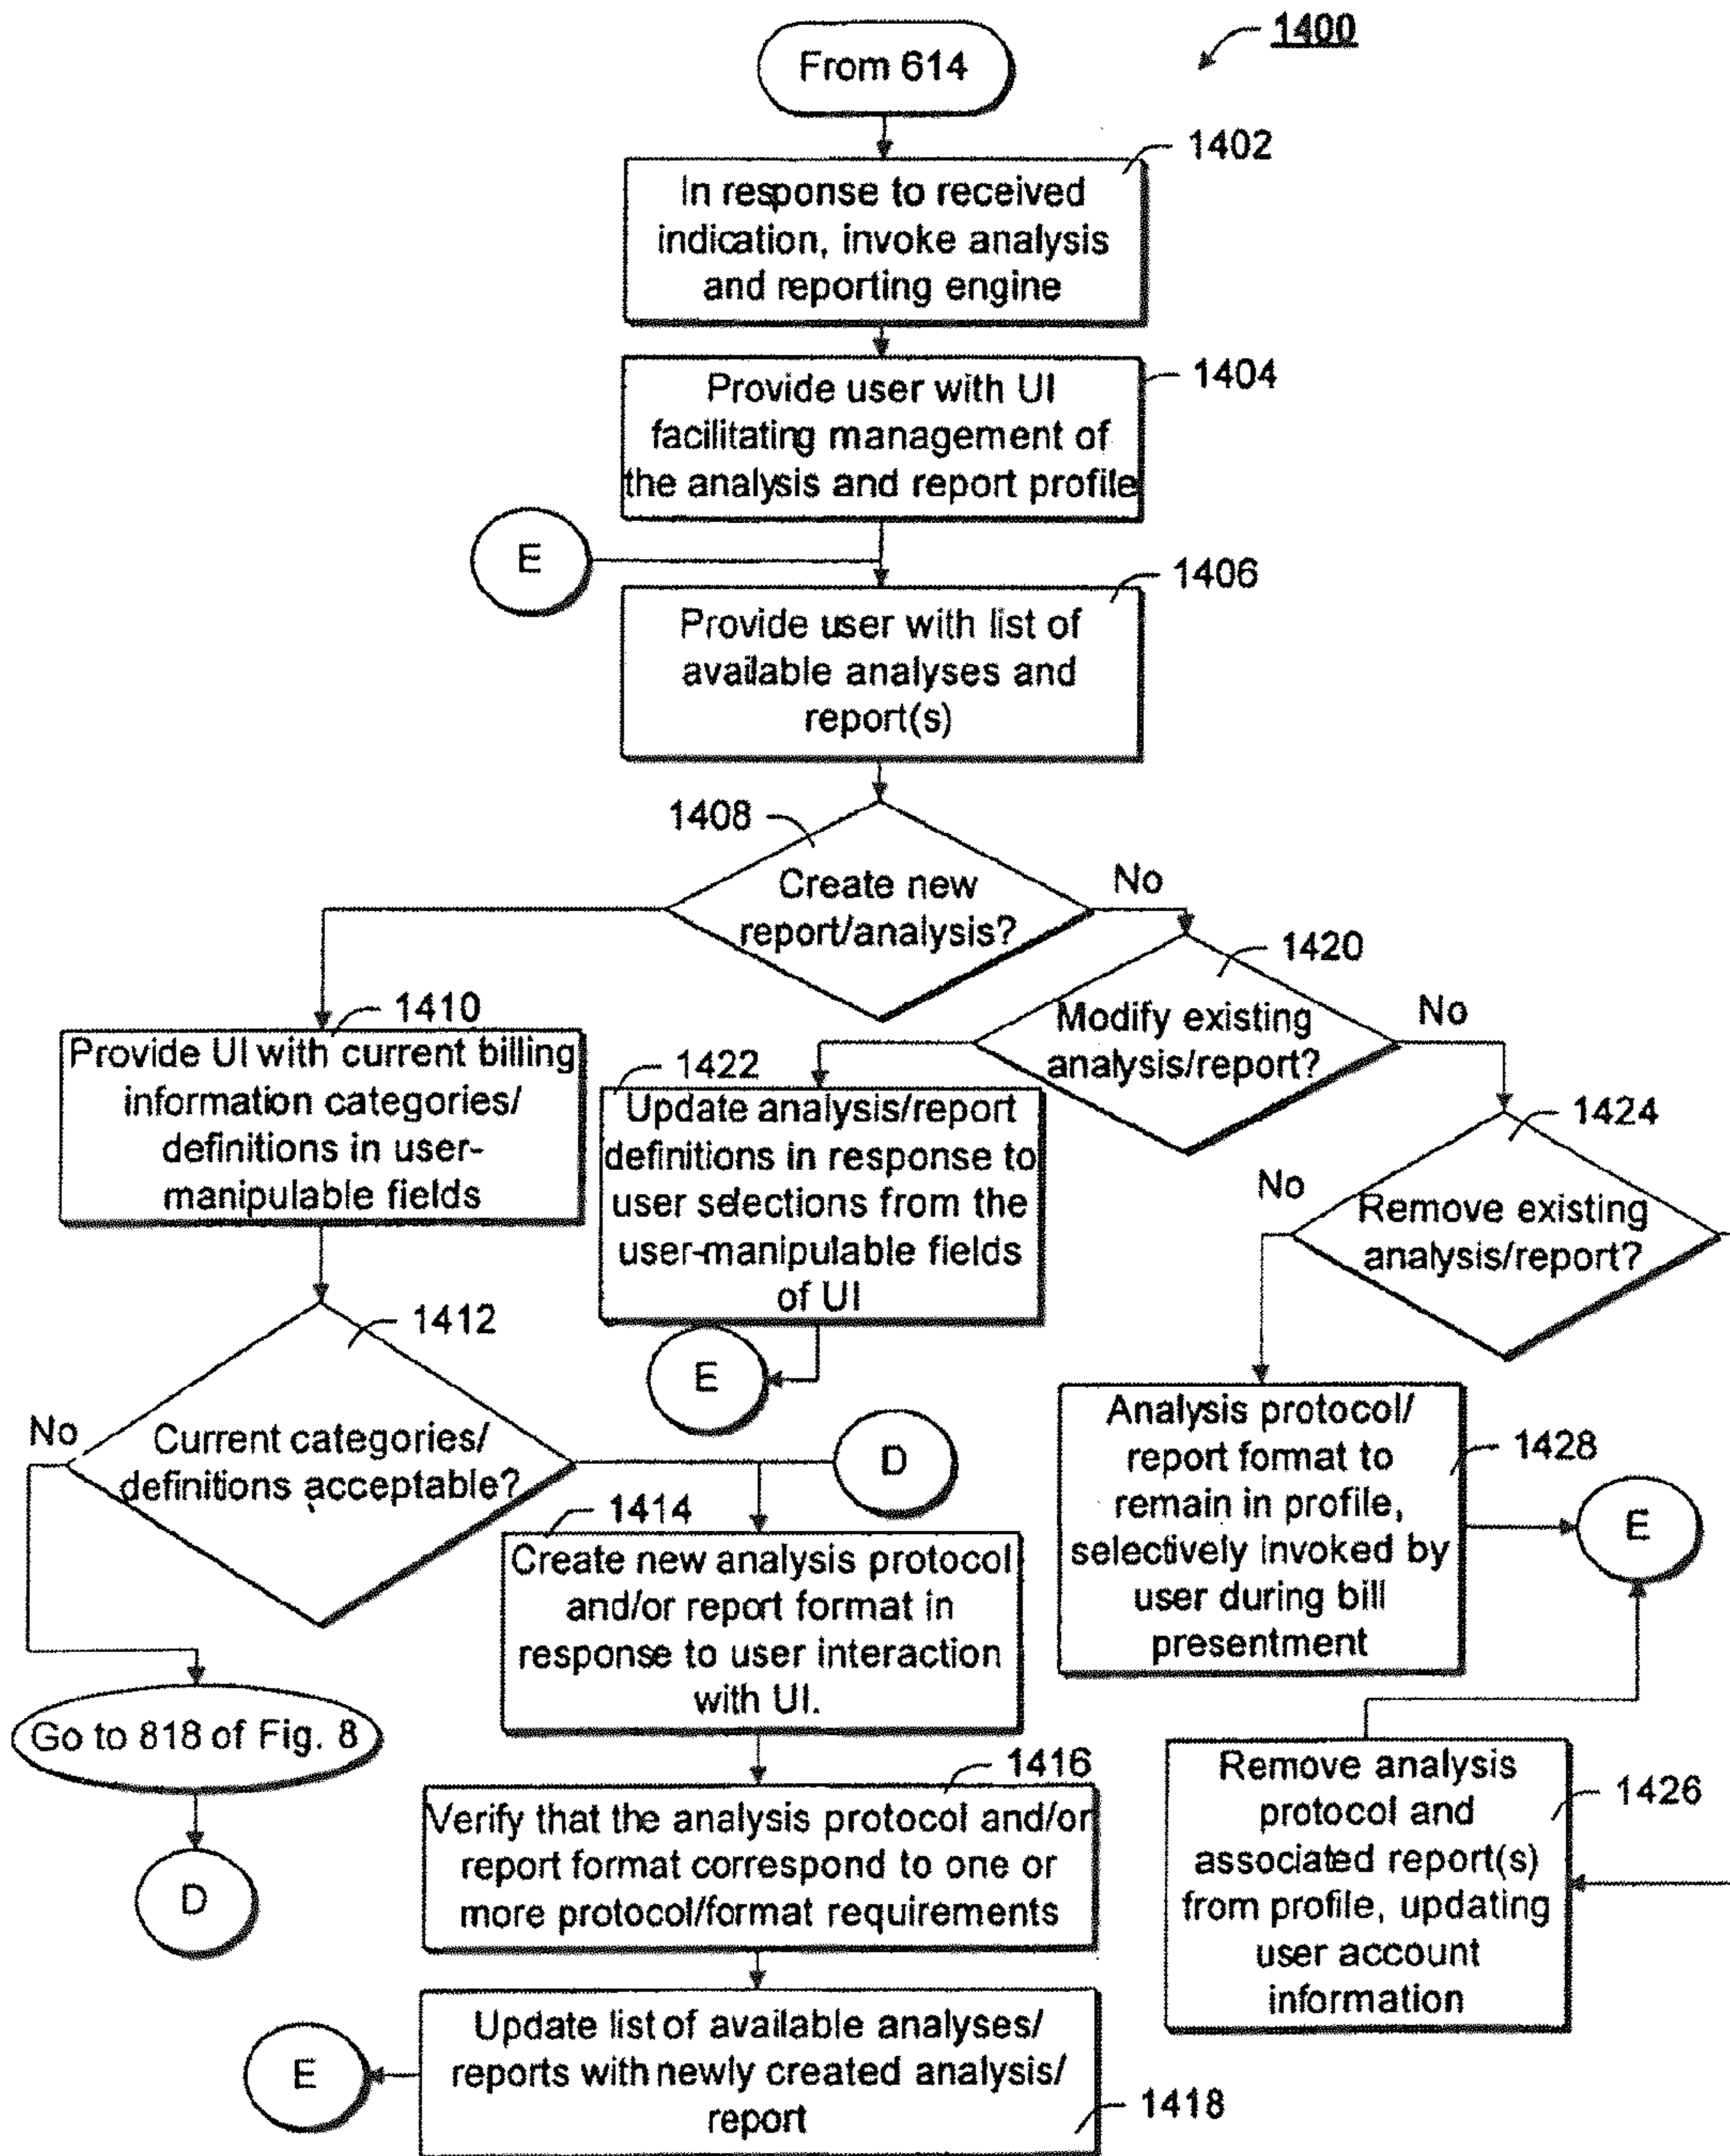 1400
From 614
1402
In response to received
indication, invoke analysis
and reporting engine
1404
Provide user with UI
facilitating management of
the analysis and report profile
E
1406
Provide user with list of
available analyses and
report(s)
1408
Create new
report/analysis?
No
1420
Modify existing
analysis/report?
No
1410
Provide UI with current billing
information categories/
definitions in user-
manipulable fields
1422
Update analysis/report
definitions in response to
user selections from the
user-manipulable fields
of UI
E
1424
No
Remove existing
analysis/report?
1412
No
Current categories/
definitions acceptable?
D
1428
Analysis protocol/
report format to
remain in profile,
selectively invoked by
user during bill
presentment
E
1414
Create new analysis protocol
and/or report format in
response to user interaction
with UI.
Go to 818 of Fig. 8
D
1416
Verify that the analysis protocol and/or
report format correspond to one or
more protocol/format requirements
1426
Remove analysis
protocol and
associated report(s)
from profile, updating
user account
information
E
Update list of available analyses/
reports with newly created analysis/
report
1418